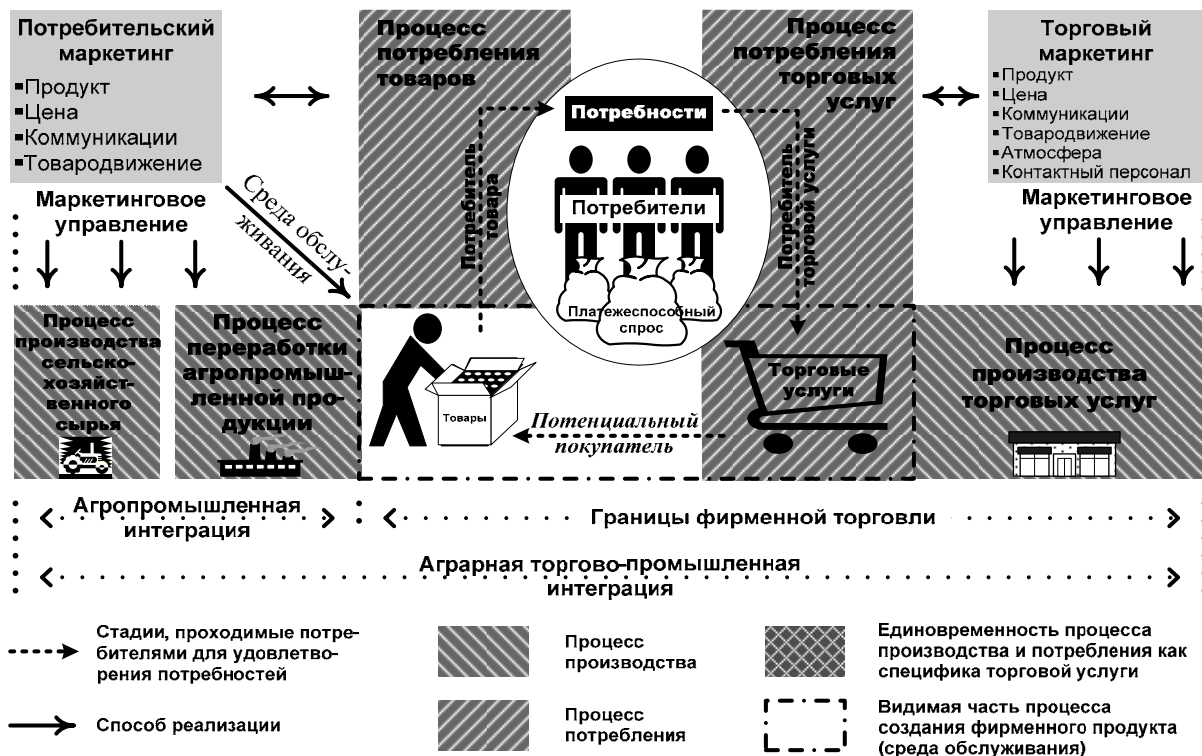 Потребительский
маркетинг
▪Продукт
▪Цена
▪Коммуникации
▪Товародвижение
Процесс
потребления
товаров
Процесс
потребления
торговых
услуг
Торговый
маркетинг
▪Продукт
▪Цена
▪Коммуникации
▪Товародвижение
▪Атмосфера
▪Контактный персонал
Потребности
Потребители
Платежеспособный
спрос
Потребитель
товара
Потребитель
торговой услуги
Маркетинговое
управление
Среда обслу-
живания
Маркетинговое
управление
Процесс
производства
сельско-
хозяйст-
венного
сырья
Процесс
переработки
агропромыш-
ленной про-
дукции
Товары
Потенциальный
покупатель
Торговые
услуги
Процесс
производства
торговых услуг
Агропромышленная
интеграция
Границы фирменной торговли
Аграрная торгово-промышленная
интеграция
Стадии, проходимые потре-
бителями для удовлетво-
рения потребностей
Способ реализации
Процесс
производства
Процесс
потребления
Единовременность процесса
производства и потребления как
специфика торговой услуги
Видимая часть процесса
создания фирменного продукта
(среда обслуживания)